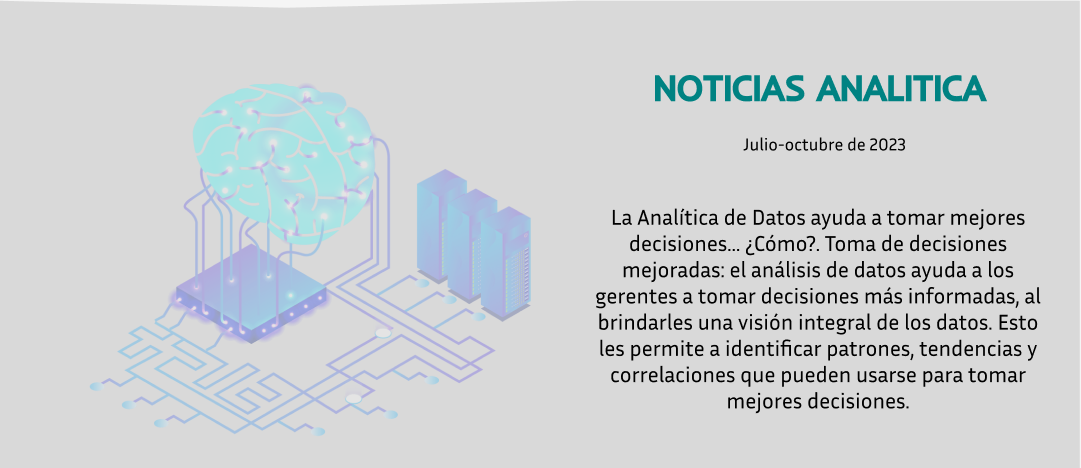 NOTICIAS ANALITICA
Julio-octubre de 2023
La Analítica de Datos ayuda a tomar mejores
decisiones... ¿Cómo?. Toma de decisiones
mejoradas: el análisis de datos ayuda a los
gerentes a tomar decisiones más informadas, al
brindarles una visión integral de los datos. Esto
les permite a identificar patrones, tendencias y
correlaciones que pueden usarse para tomar
mejores decisiones.